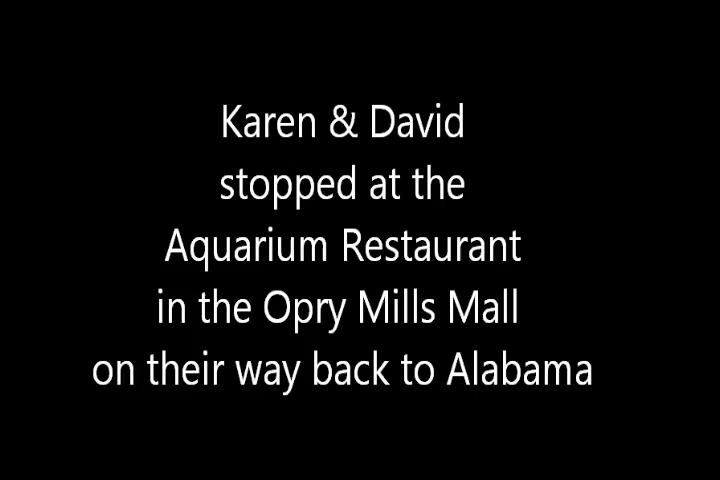 Karen & David
stopped at the
Aquarium Restaurant
in the Opry Mills Mall
on their way back to Alabama